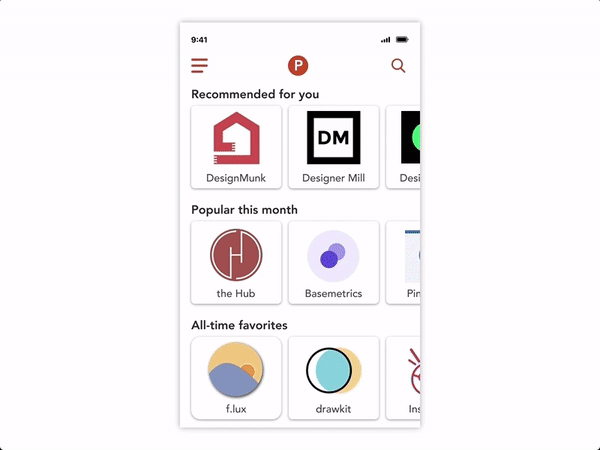 9:41
P
Recommended for you
DM
DesignMunk
Designer Mill
Desi
Popular this month
H
the Hub
Basemetrics
Pin
All-time favorites
f.lux
drawkit
Ins